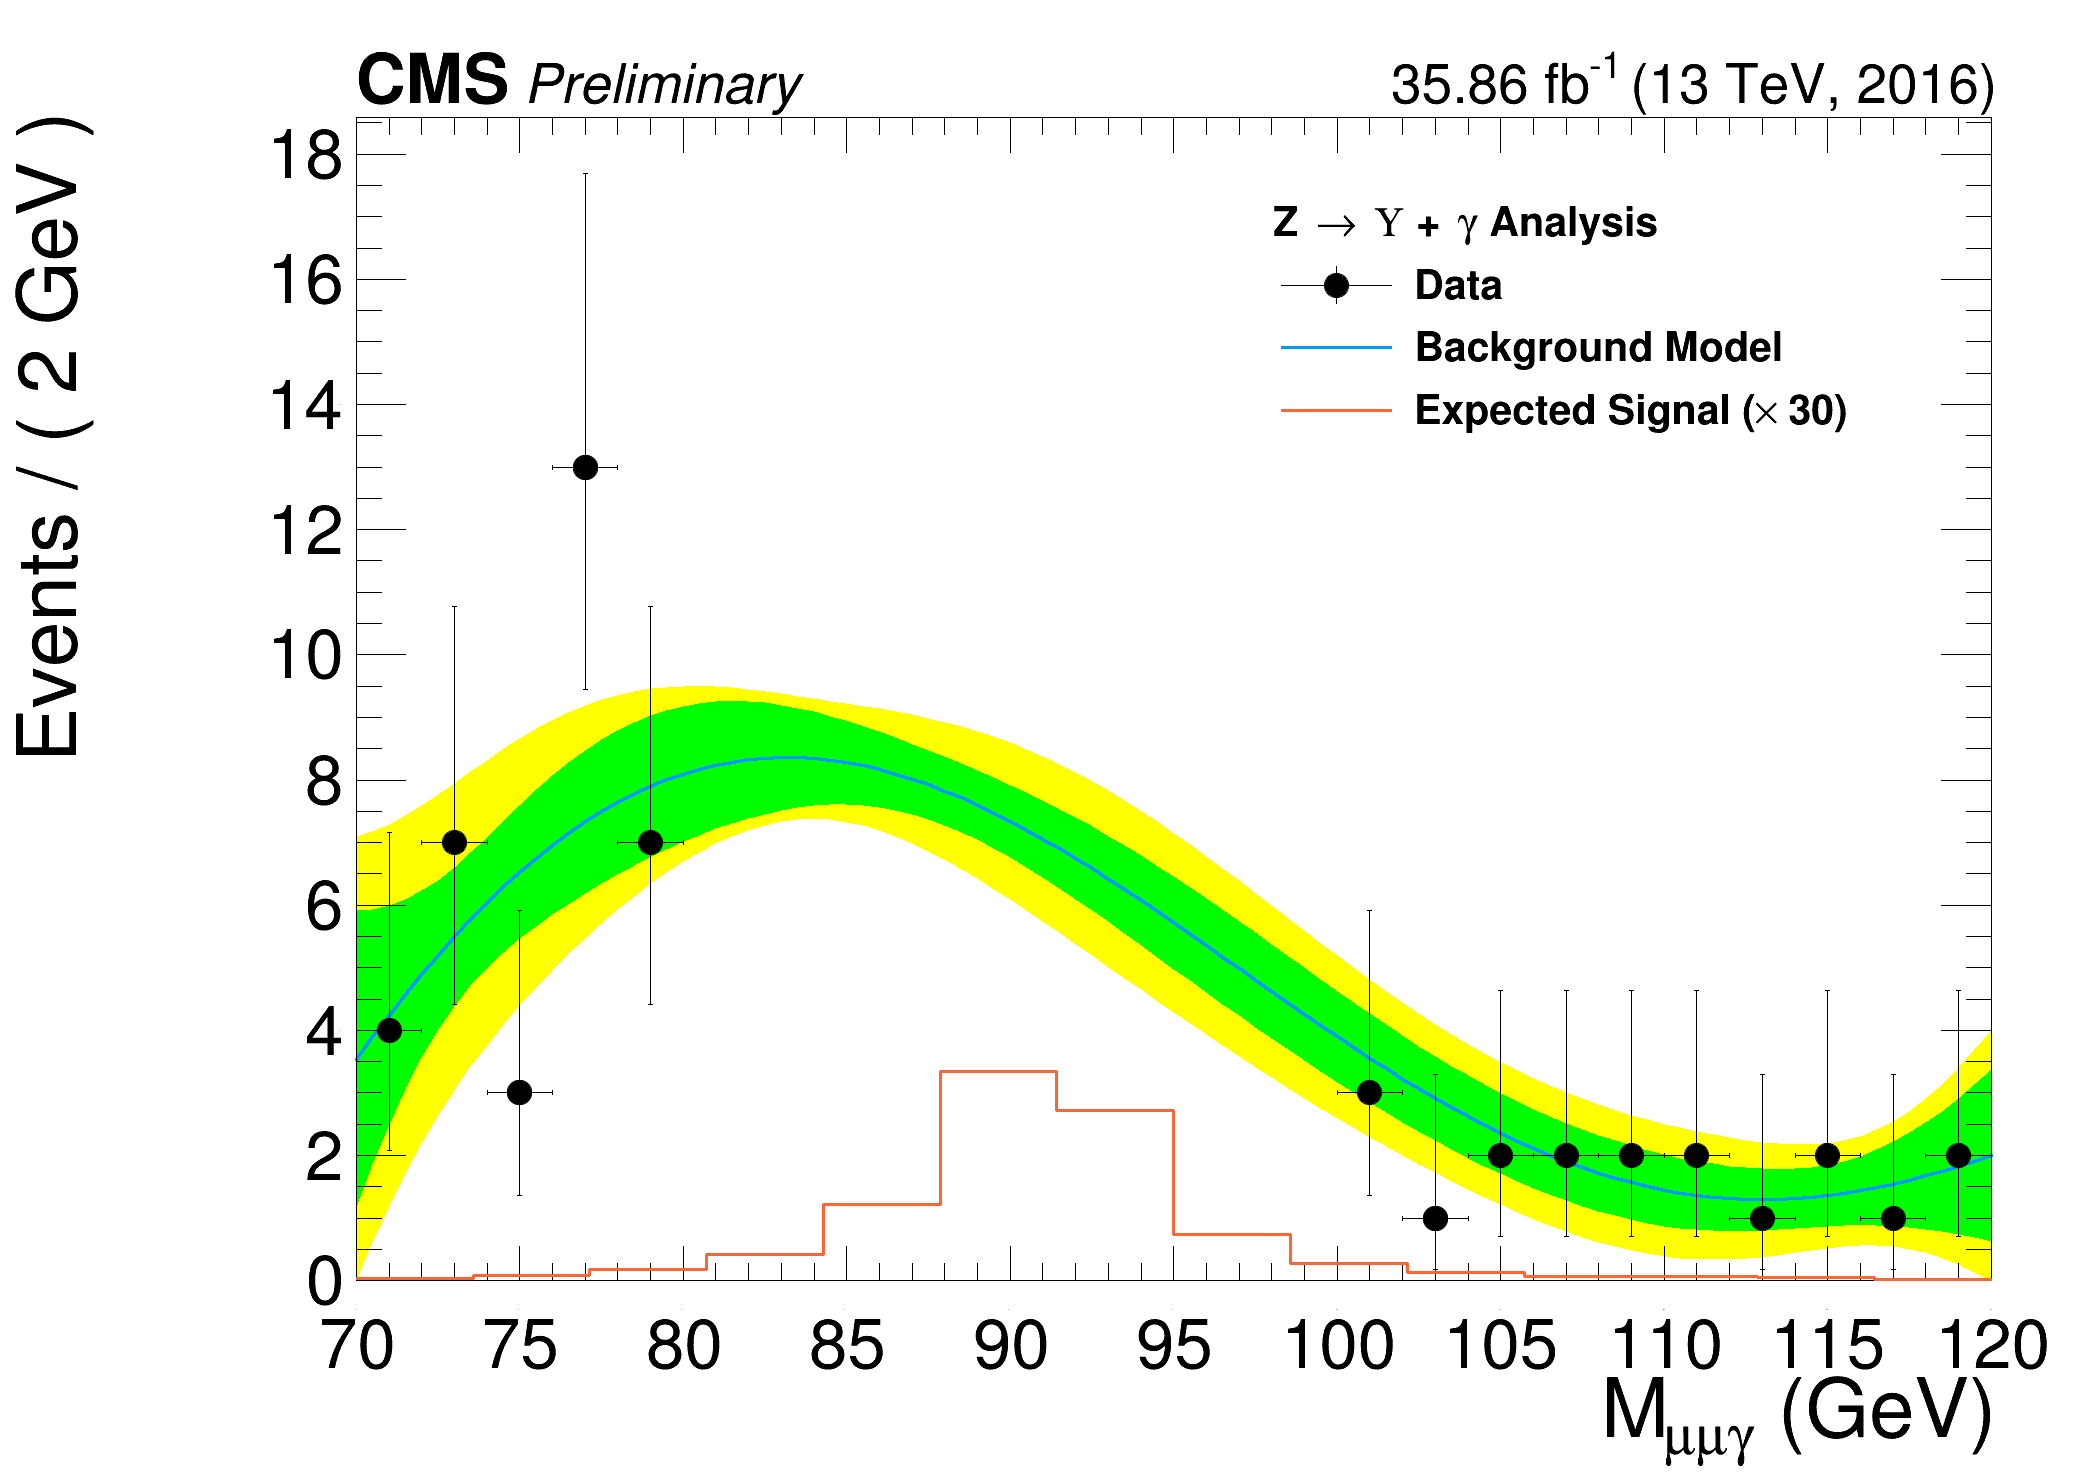 CMS Preliminary 35.86 fb⁻¹ (13 TeV, 2016)
Events / ( 2 GeV )
Z → ϒ + γ Analysis
Data
Background Model
Expected Signal (× 30)
18
16
14
12
10
8
6
4
2
0
70 75 80 85 90 95 100 105 110 115 120
Mμμγ (GeV)